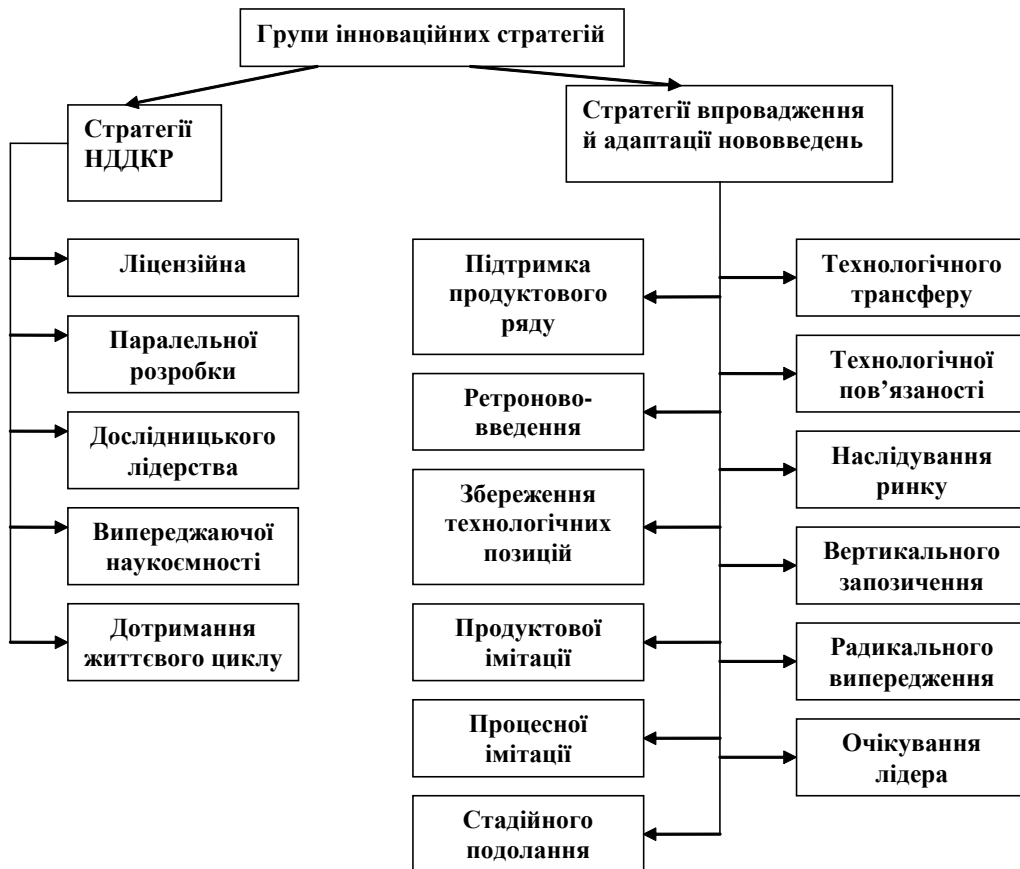 Групи інноваційних стратегій
Стратегії
НДДКР
Стратегії впровадження
й адаптації нововведень
Ліцензійна
Паралельної
розробки
Дослідницького
лідерства
Випереджаючої
наукоємності
Дотримання
життєвого циклу
Підтримка
продуктового
ряду
Ретроново-
введення
Збереження
технологічних
позицій
Продуктової
імітації
Процесної
імітації
Стадійного
подолання
Технологічного
трансферу
Технологічної
пов’язаності
Наслідування
ринку
Вертикального
запозичення
Радикального
випередження
Очікування
лідера